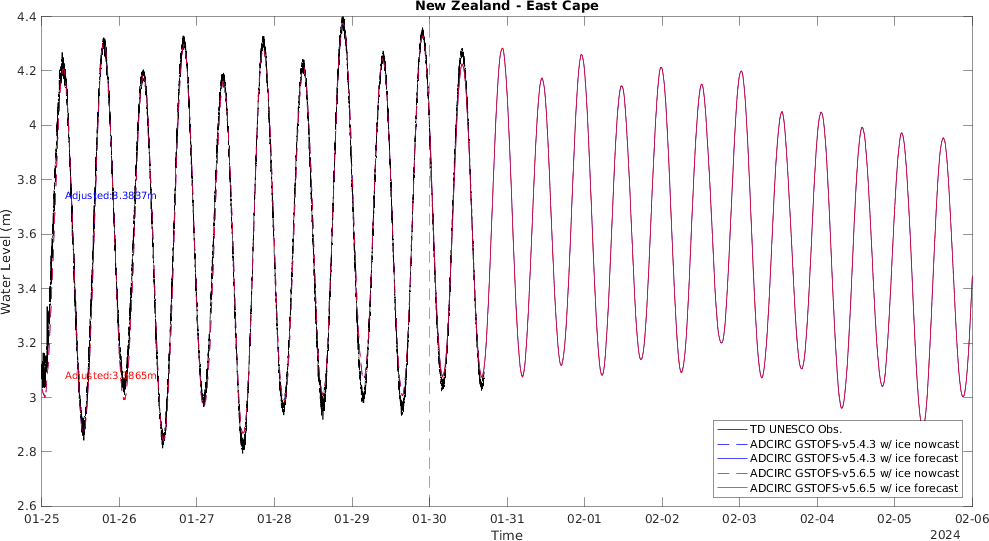 New Zealand - East Cape
Water Level (m)
4.4
4.2
4
3.8
3.6
3.4
3.2
3
2.8
2.6
Adjusted:3.3837m
TD UNESCO Obs.
ADCIRC GSTOFS-v5.4.3 w/ ice nowcast
ADCIRC GSTOFS-v5.4.3 w/ ice forecast
ADCIRC GSTOFS-v5.6.5 w/ ice nowcast
ADCIRC GSTOFS-v5.6.5 w/ ice forecast
01-25 01-26 01-27 01-28 01-29 01-30 01-31 02-01 02-02 02-03 02-04 02-05 02-06
Time
2024